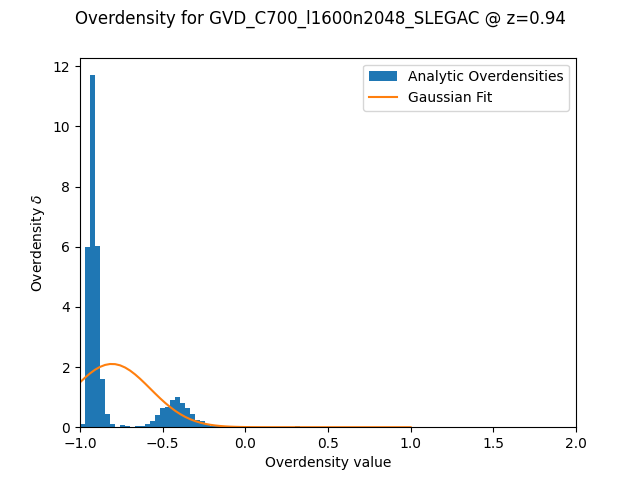 Overdensity for GVD_C700_l1600n2048_SLEGAC @ z=0.94
Analytic Overdensities
Gaussian Fit
Overdensity δ
12
10
8
6
4
2
0
−1.0 −0.5 0.0 0.5 1.0 1.5 2.0
Overdensity value